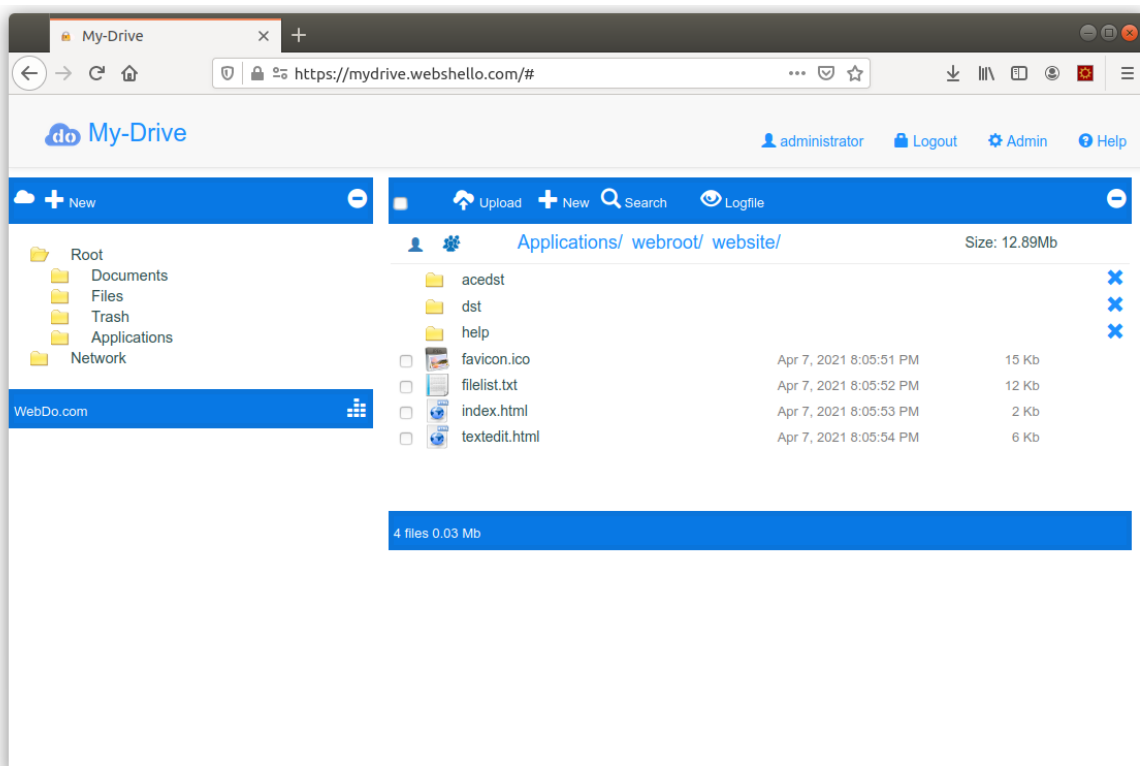 My-Drive
https://mydrive.webshello.com/#
do My-Drive
administrator Logout Admin Help
New
Upload New Search Logfile
Root
Documents
Files
Trash
Applications
Network
WebDo.com
Applications/ webroot/ website/ Size: 12.89Mb
acedst
dst
help
favicon.ico Apr 7, 2021 8:05:51 PM 15 Kb
filelist.txt Apr 7, 2021 8:05:52 PM 12 Kb
index.html Apr 7, 2021 8:05:53 PM 2 Kb
textedit.html Apr 7, 2021 8:05:54 PM 6 Kb
4 files 0.03 Mb